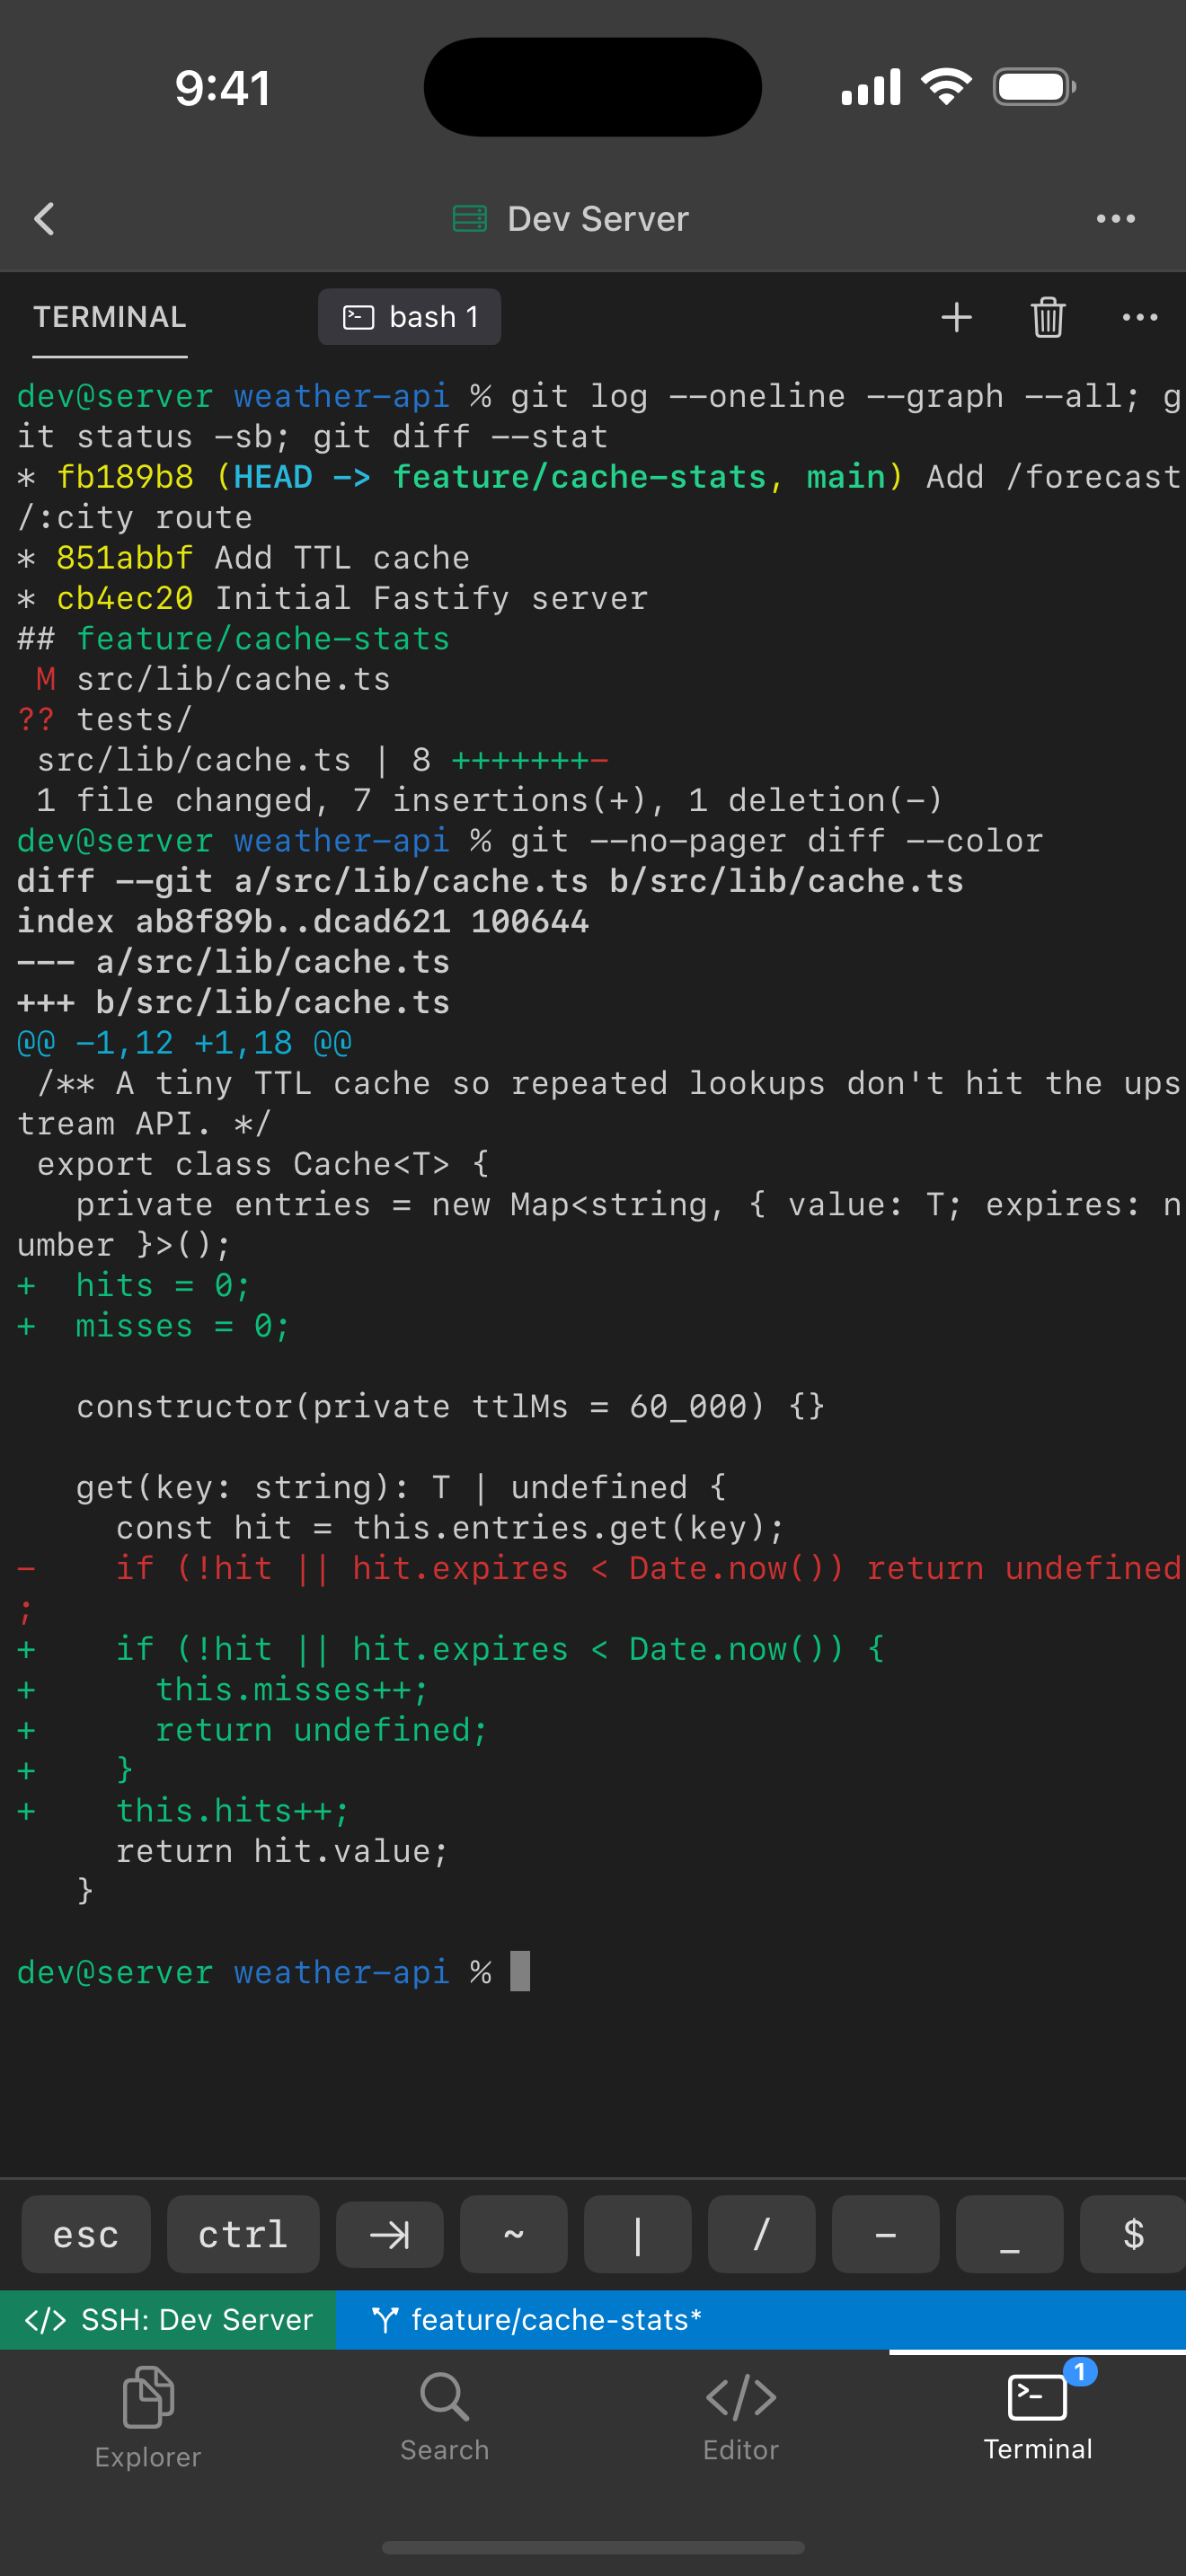 9:41
Dev Server
TERMINAL
bash 1
dev@server weather-api % git log --oneline --graph --all; g
it status -sb; git diff --stat
* fb189b8 (HEAD -> feature/cache-stats, main) Add /forecast
/:city route
* 851abbf Add TTL cache
* cb4ec20 Initial Fastify server
## feature/cache-stats
 M src/lib/cache.ts
?? tests/
 src/lib/cache.ts | 8 +++++++-
 1 file changed, 7 insertions(+), 1 deletion(-)
dev@server weather-api % git --no-pager diff --color
diff --git a/src/lib/cache.ts b/src/lib/cache.ts
index ab8f89b..dcad621 100644
--- a/src/lib/cache.ts
+++ b/src/lib/cache.ts
@@ -1,12 +1,18 @@
 /** A tiny TTL cache so repeated lookups don't hit the ups
tream API. */
 export class Cache<T> {
   private entries = new Map<string, { value: T; expires: n
umber }>();
+  hits = 0;
+  misses = 0;
   constructor(private ttlMs = 60_000) {}
   get(key: string): T | undefined {
     const hit = this.entries.get(key);
-    if (!hit || hit.expires < Date.now()) return undefined
;
+    if (!hit || hit.expires < Date.now()) {
+      this.misses++;
+      return undefined;
+    }
+    this.hits++;
     return hit.value;
   }
dev@server weather-api %
esc ctrl ~ | / - _ $
</> SSH: Dev Server feature/cache-stats*
1
Explorer Search Editor Terminal